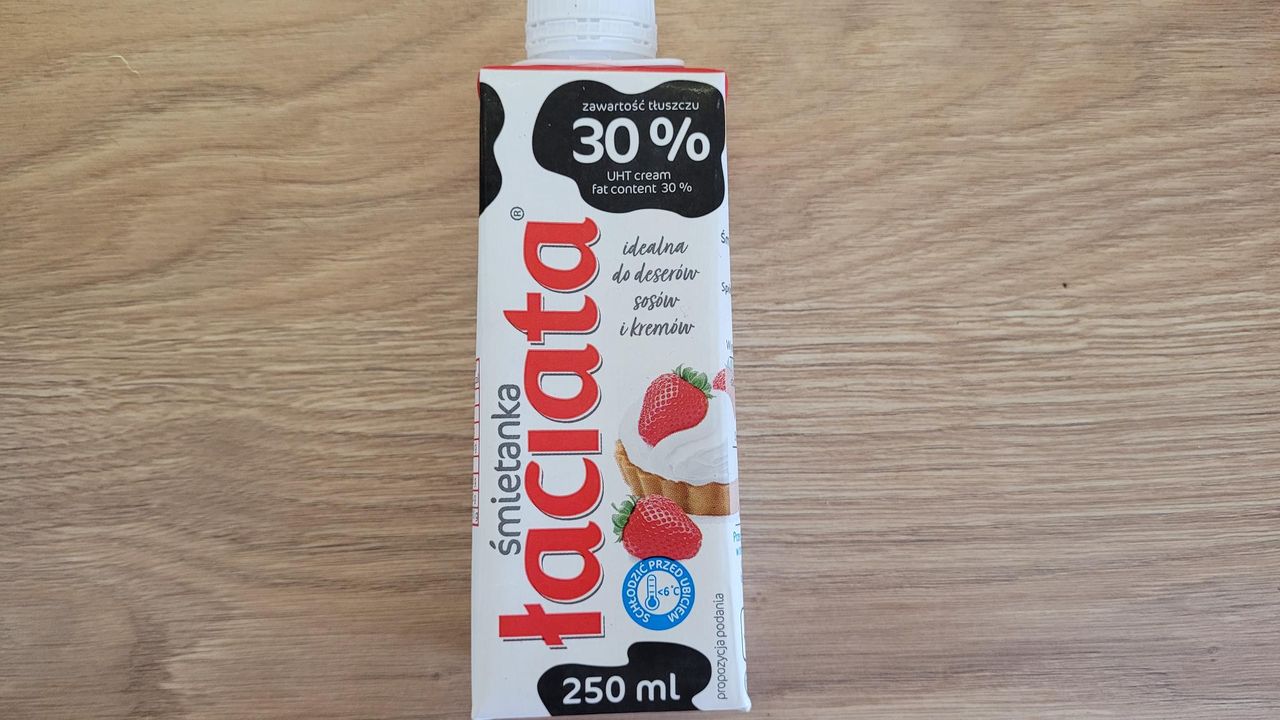 zawartość tłuszczu
30 %
UHT cream
fat content 30 %
śmietanka
łaciata®
idealna
do deserów
sosów
i kremów
SCHŁODZIĆ PRZED UBICIEM
<6°C
propozycja podania
250 ml